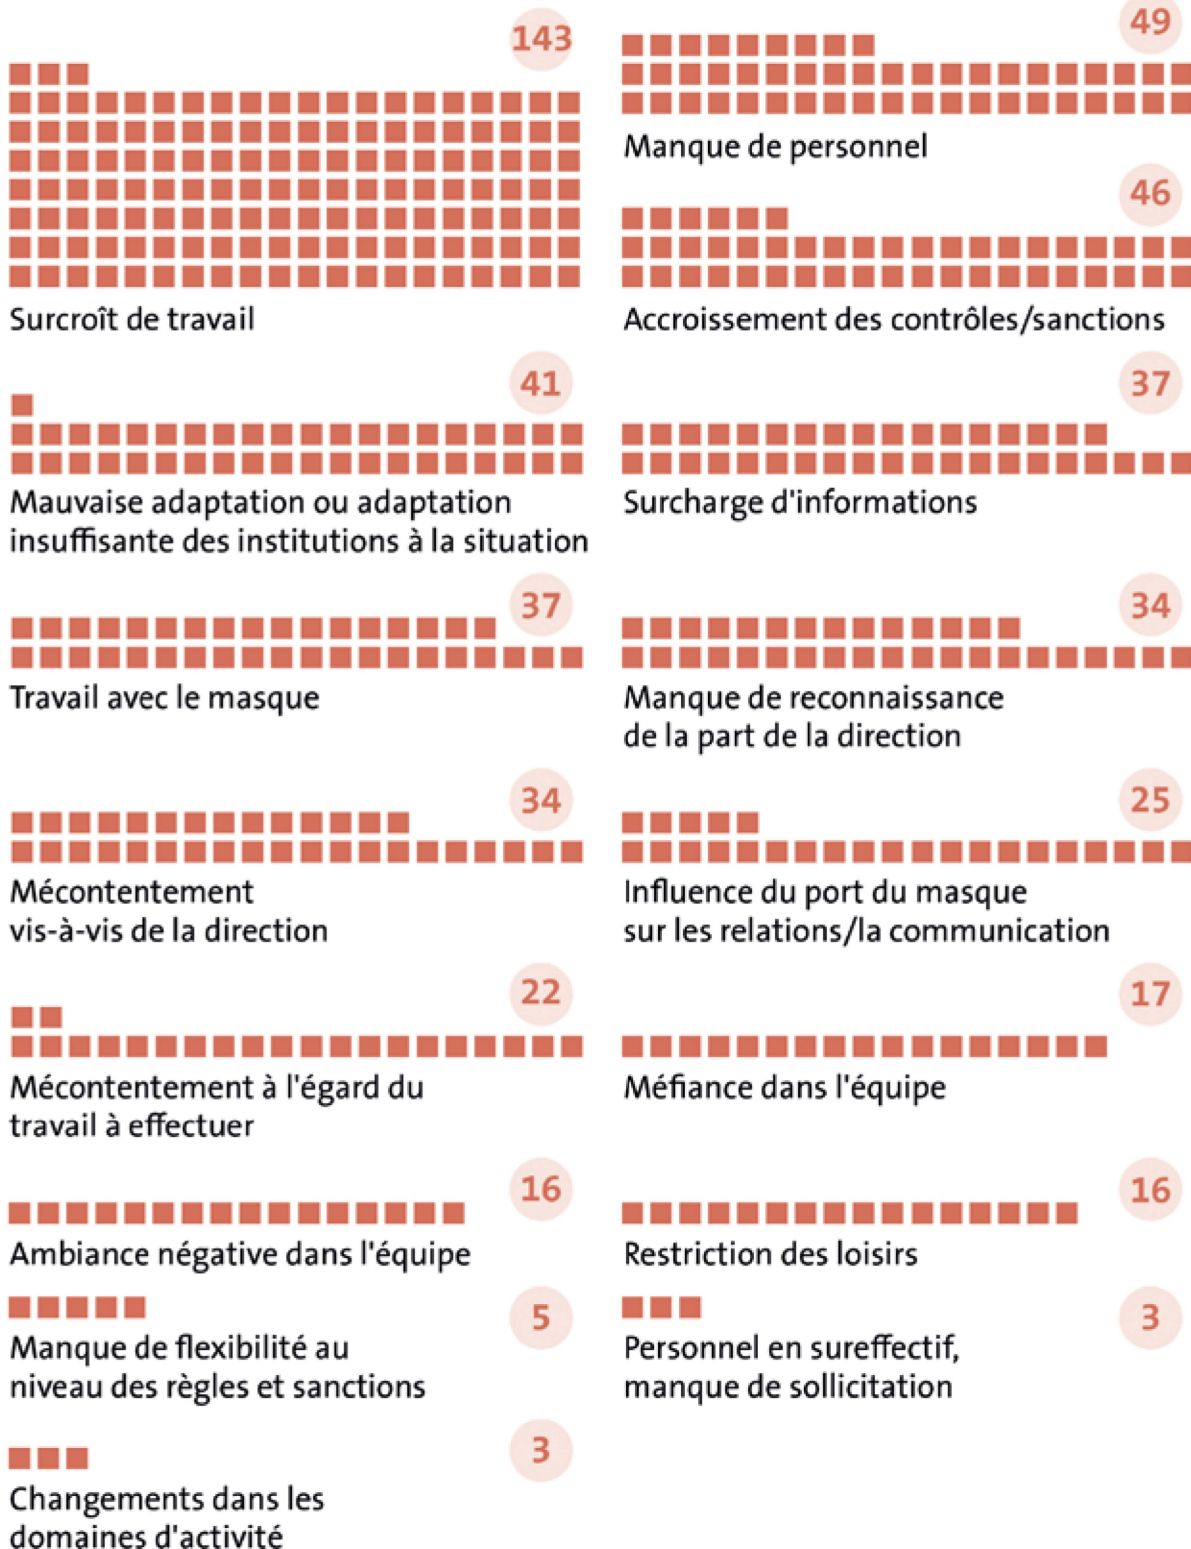 143
Surcroît de travail
49
Manque de personnel
46
Accroissement des contrôles/sanctions
41
Mauvaise adaptation ou adaptation
insuffisante des institutions à la situation
37
Surcharge d'informations
37
Travail avec le masque
34
Manque de reconnaissance
de la part de la direction
34
Mécontentement
vis-à-vis de la direction
25
Influence du port du masque
sur les relations/la communication
22
Mécontentement à l'égard du
travail à effectuer
17
Méfiance dans l'équipe
16
Ambiance négative dans l'équipe
16
Restriction des loisirs
5
Manque de flexibilité au
niveau des règles et sanctions
3
Personnel en sureffectif,
manque de sollicitation
3
Changements dans les
domaines d'activité